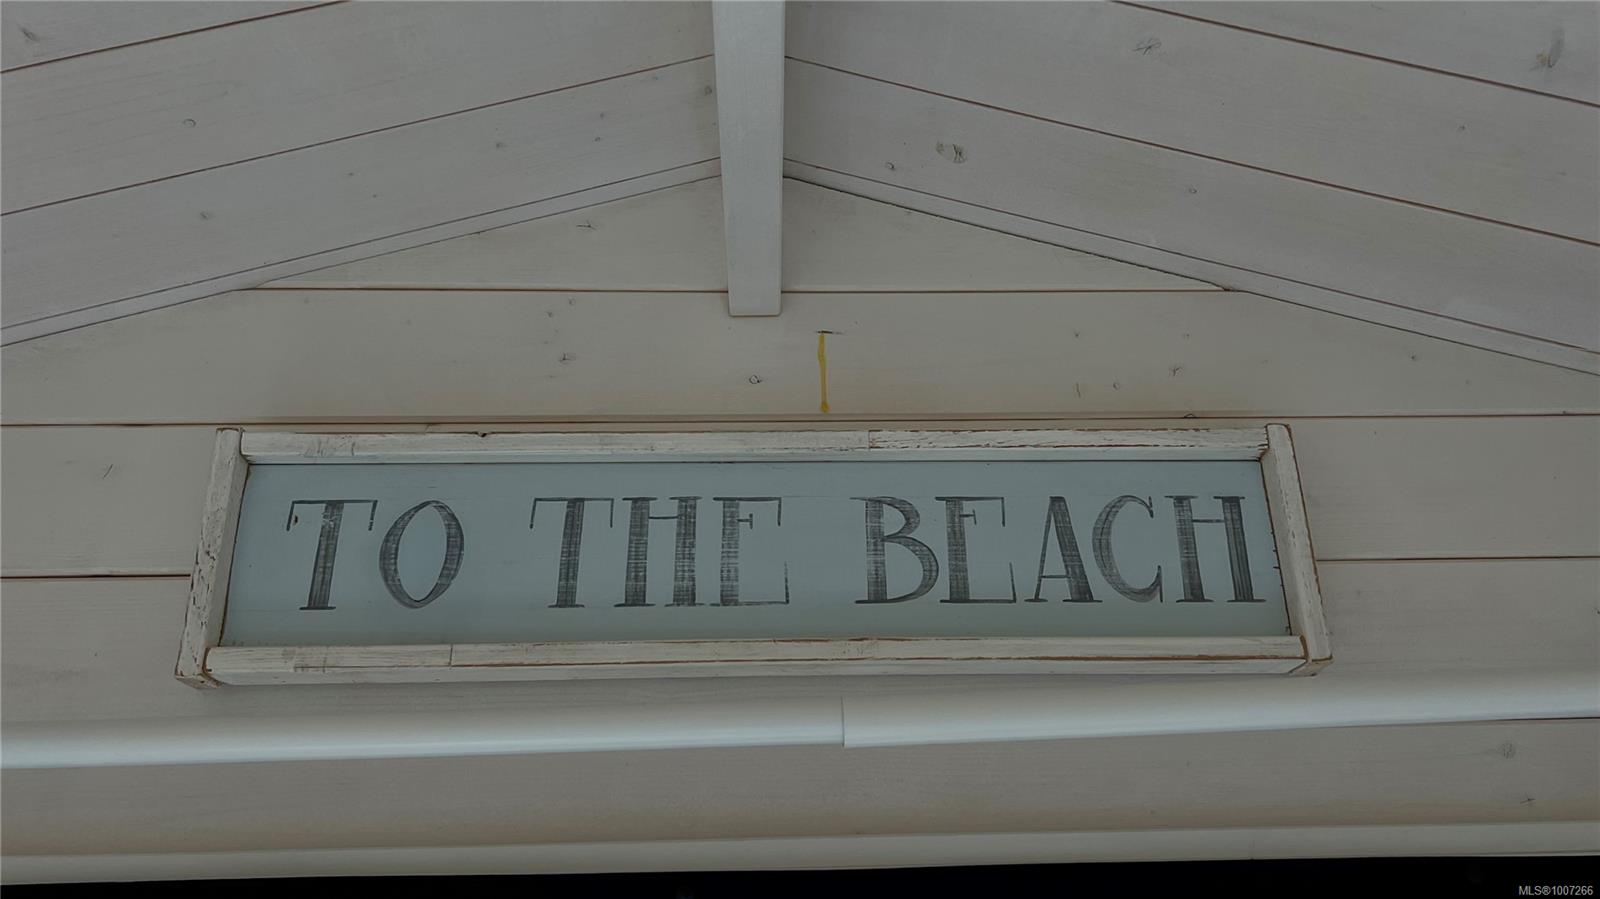 TO THE BEACH
MLS®1007266